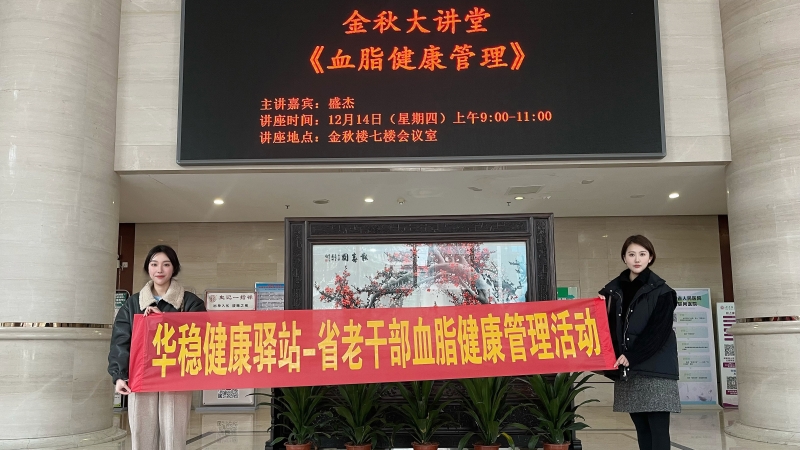 金秋大讲堂
《血脂健康管理》
主讲嘉宾：盛杰
讲座时间：12月14日（星期四）上午9:00-11:00
讲座地点：金秋楼七楼会议室
华稳健康驿站-省老干部血脂健康管理活动